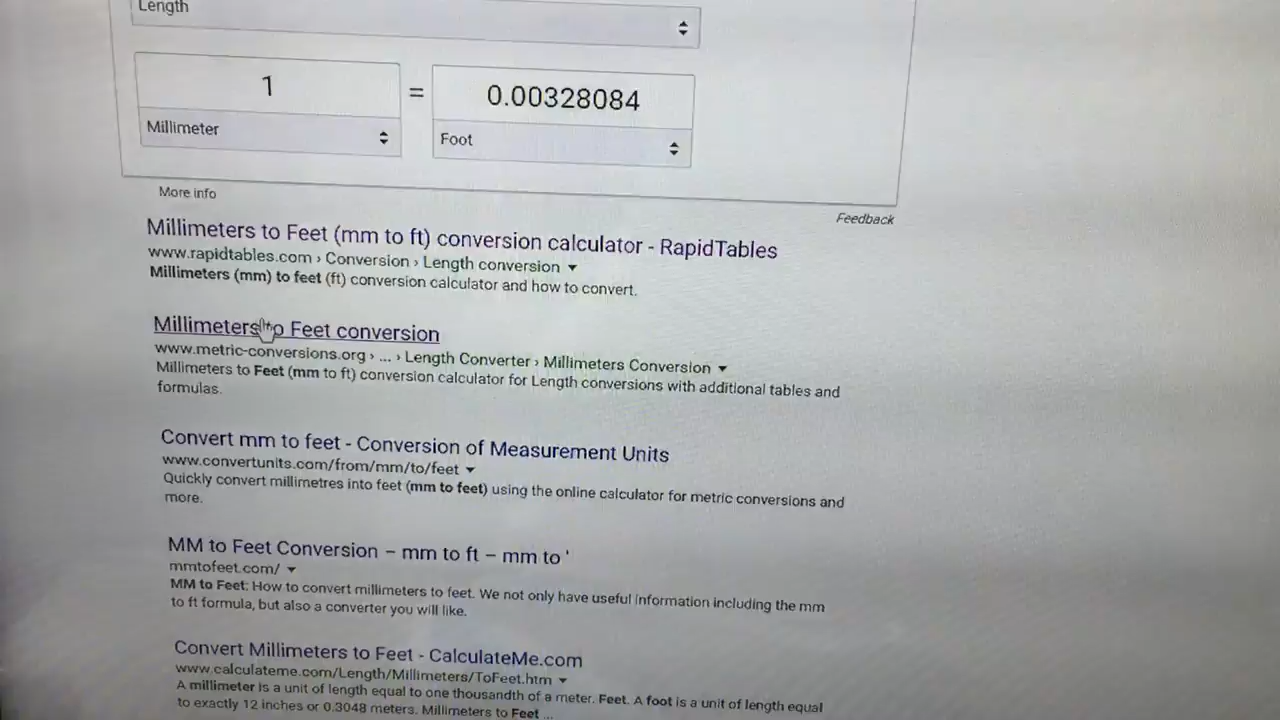 Length
1 = 0.00328084
Millimeter Foot
More info
Feedback
Millimeters to Feet (mm to ft) conversion calculator - RapidTables
www.rapidtables.com › Conversion › Length conversion ▼
Millimeters (mm) to feet (ft) conversion calculator and how to convert.
Millimeters to Feet conversion
www.metric-conversions.org › ... › Length Converter › Millimeters Conversion ▼
Millimeters to Feet (mm to ft) conversion calculator for Length conversions with additional tables and
formulas.
Convert mm to feet - Conversion of Measurement Units
www.convertunits.com/from/mm/to/feet ▼
Quickly convert millimetres into feet (mm to feet) using the online calculator for metric conversions and
more.
MM to Feet Conversion – mm to ft – mm to '
mmtofeet.com/ ▼
MM to Feet: How to convert millimeters to feet. We not only have useful information including the mm
to ft formula, but also a converter you will like.
Convert Millimeters to Feet - CalculateMe.com
www.calculateme.com/Length/Millimeters/ToFeet.htm ▼
A millimeter is a unit of length equal to one thousandth of a meter. Feet. A foot is a unit of length equal
to exactly 12 inches or 0.3048 meters. Millimeters to Feet ...